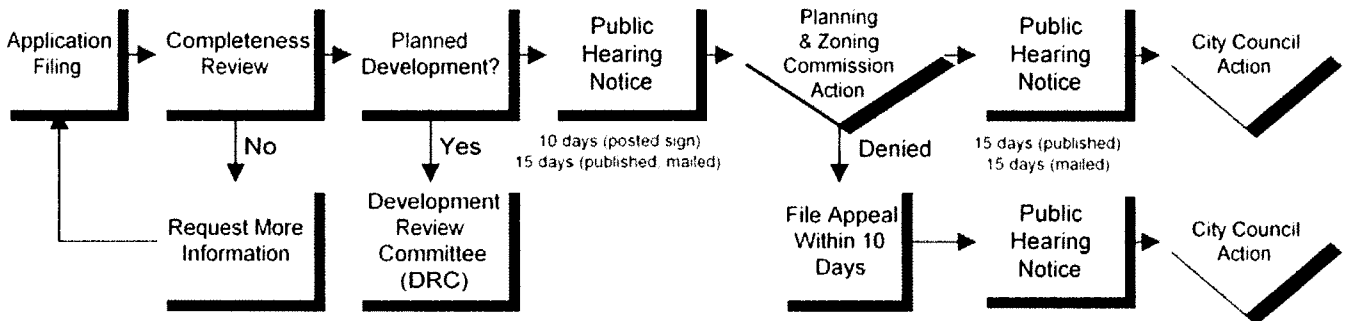 Application
Filing
Completeness
Review
Planned
Development?
Public
Hearing
Notice
Planning
& Zoning
Commission
Action
Public
Hearing
Notice
City Council
Action
No
Yes
10 days (posted sign)
15 days (published, mailed)
Denied
15 days (published)
15 days (mailed)
Request More
Information
Development
Review
Committee
(DRC)
File Appeal
Within 10
Days
Public
Hearing
Notice
City Council
Action